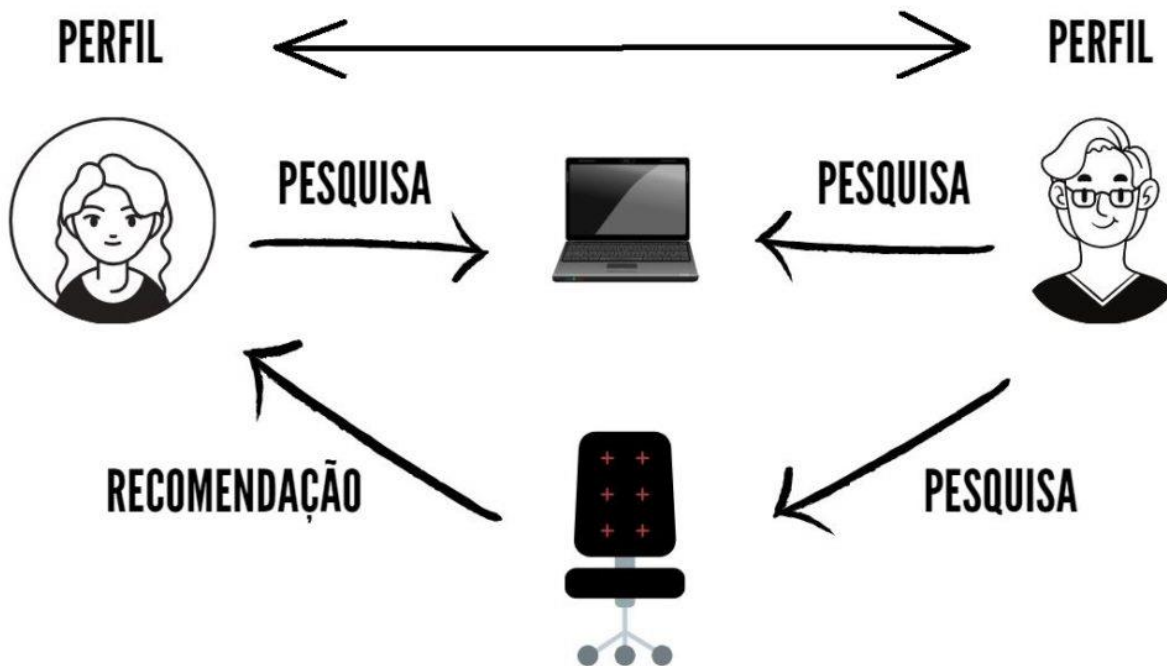 PERFIL
PERFIL
PESQUISA
PESQUISA
RECOMENDAÇÃO
PESQUISA